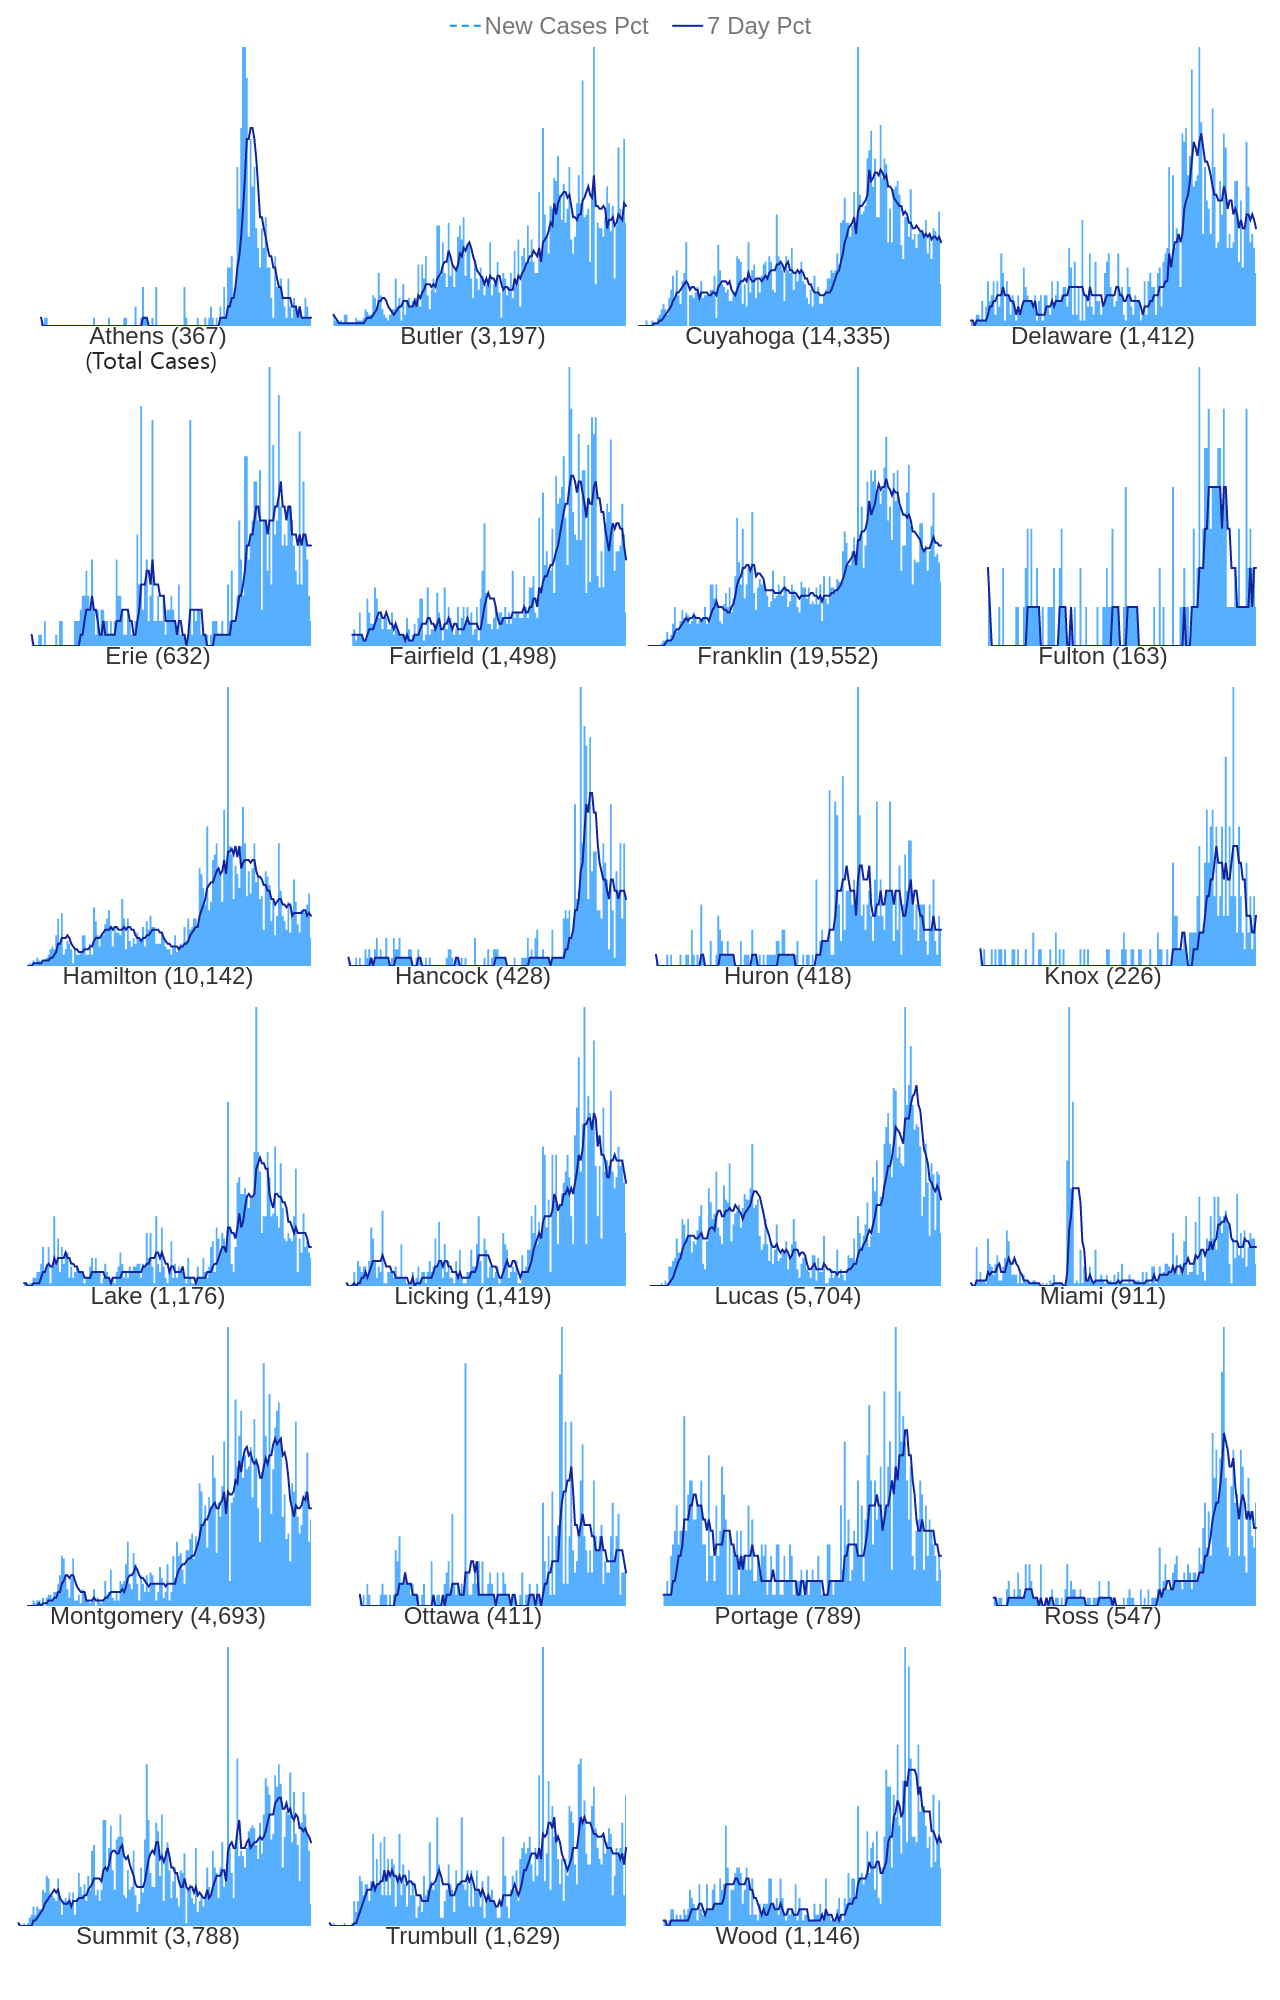 New Cases Pct 7 Day Pct
Athens (367) Butler (3,197) Cuyahoga (14,335) Delaware (1,412)
(Total Cases)
Erie (632) Fairfield (1,498) Franklin (19,552) Fulton (163)
Hamilton (10,142) Hancock (428) Huron (418) Knox (226)
Lake (1,176) Licking (1,419) Lucas (5,704) Miami (911)
Montgomery (4,693) Ottawa (411) Portage (789) Ross (547)
Summit (3,788) Trumbull (1,629) Wood (1,146)